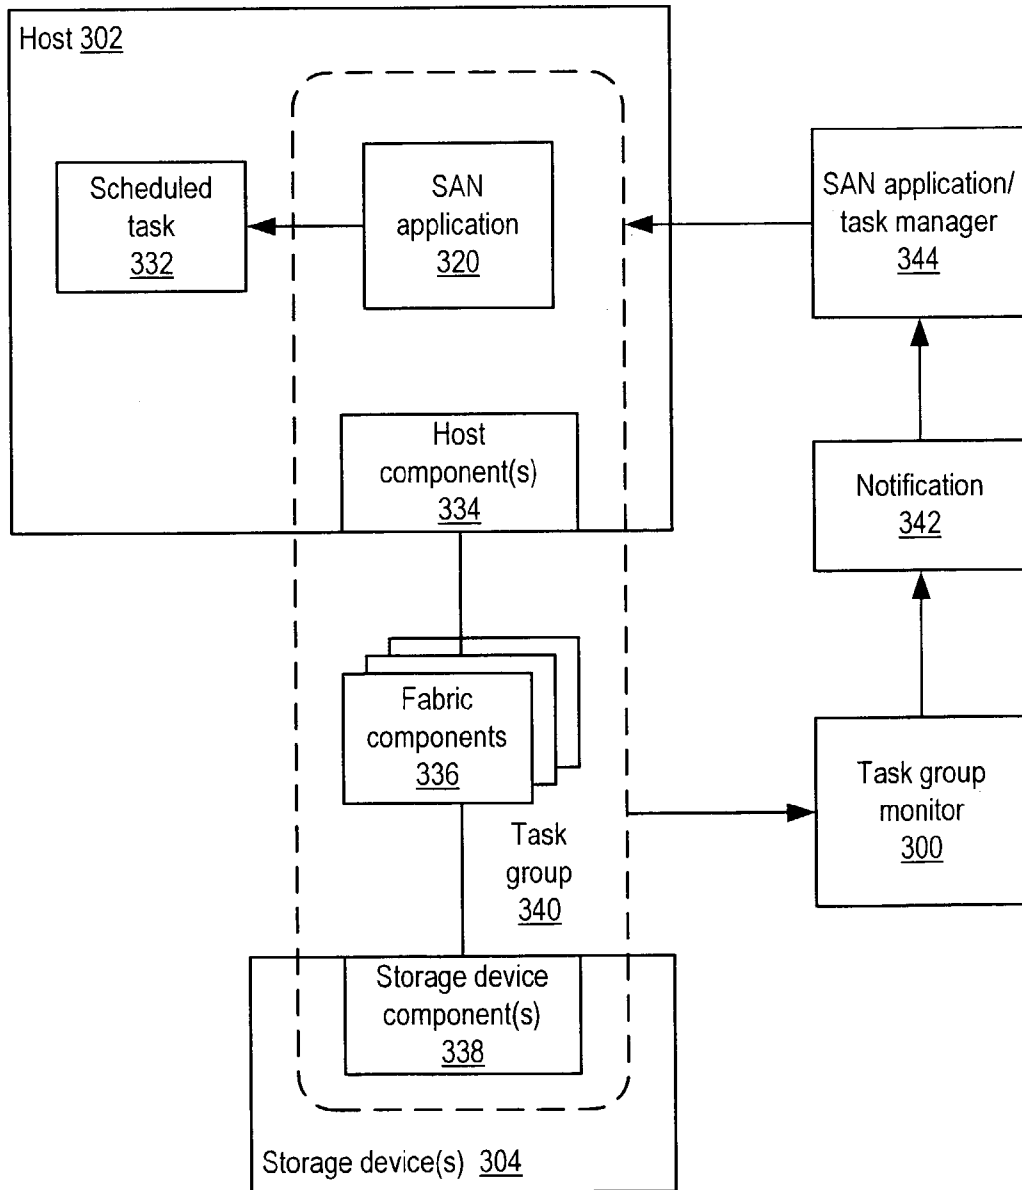 Host 302
Scheduled
task
332
SAN
application
320
SAN application/
task manager
344
Host
component(s)
334
Notification
342
Fabric
components
336
Task
group
340
Task group
monitor
300
Storage device
component(s)
338
Storage device(s) 304